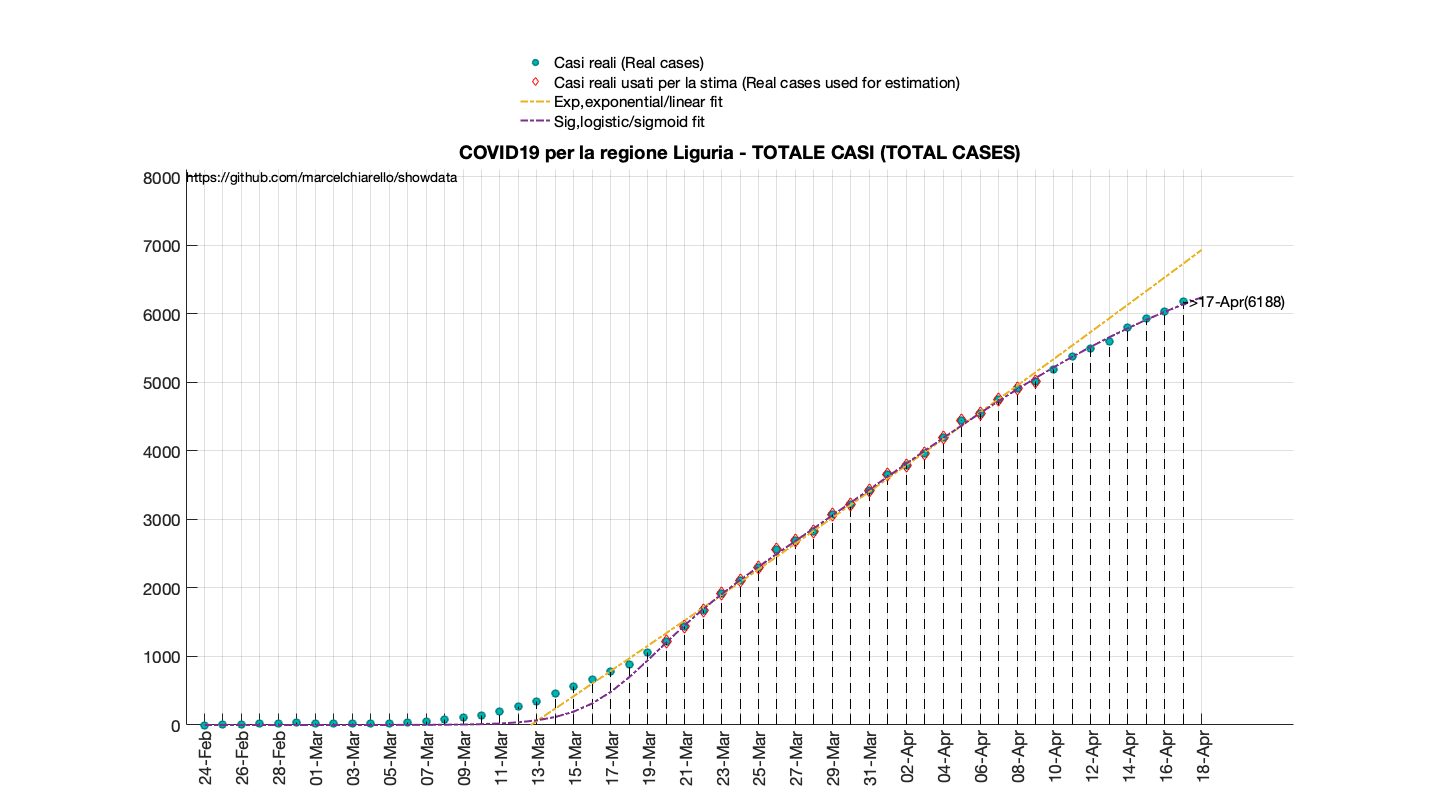 Casi reali (Real cases)
Casi reali usati per la stima (Real cases used for estimation)
Exp,exponential/linear fit
Sig,logistic/sigmoid fit
COVID19 per la regione Liguria - TOTALE CASI (TOTAL CASES)
https://github.com/marcelchiarello/showdata
8000
7000
6000
5000
4000
3000
2000
1000
0
>17-Apr(6188)
24-Feb
26-Feb
28-Feb
01-Mar
03-Mar
05-Mar
07-Mar
09-Mar
11-Mar
13-Mar
15-Mar
17-Mar
19-Mar
21-Mar
23-Mar
25-Mar
27-Mar
29-Mar
31-Mar
02-Apr
04-Apr
06-Apr
08-Apr
10-Apr
12-Apr
14-Apr
16-Apr
18-Apr